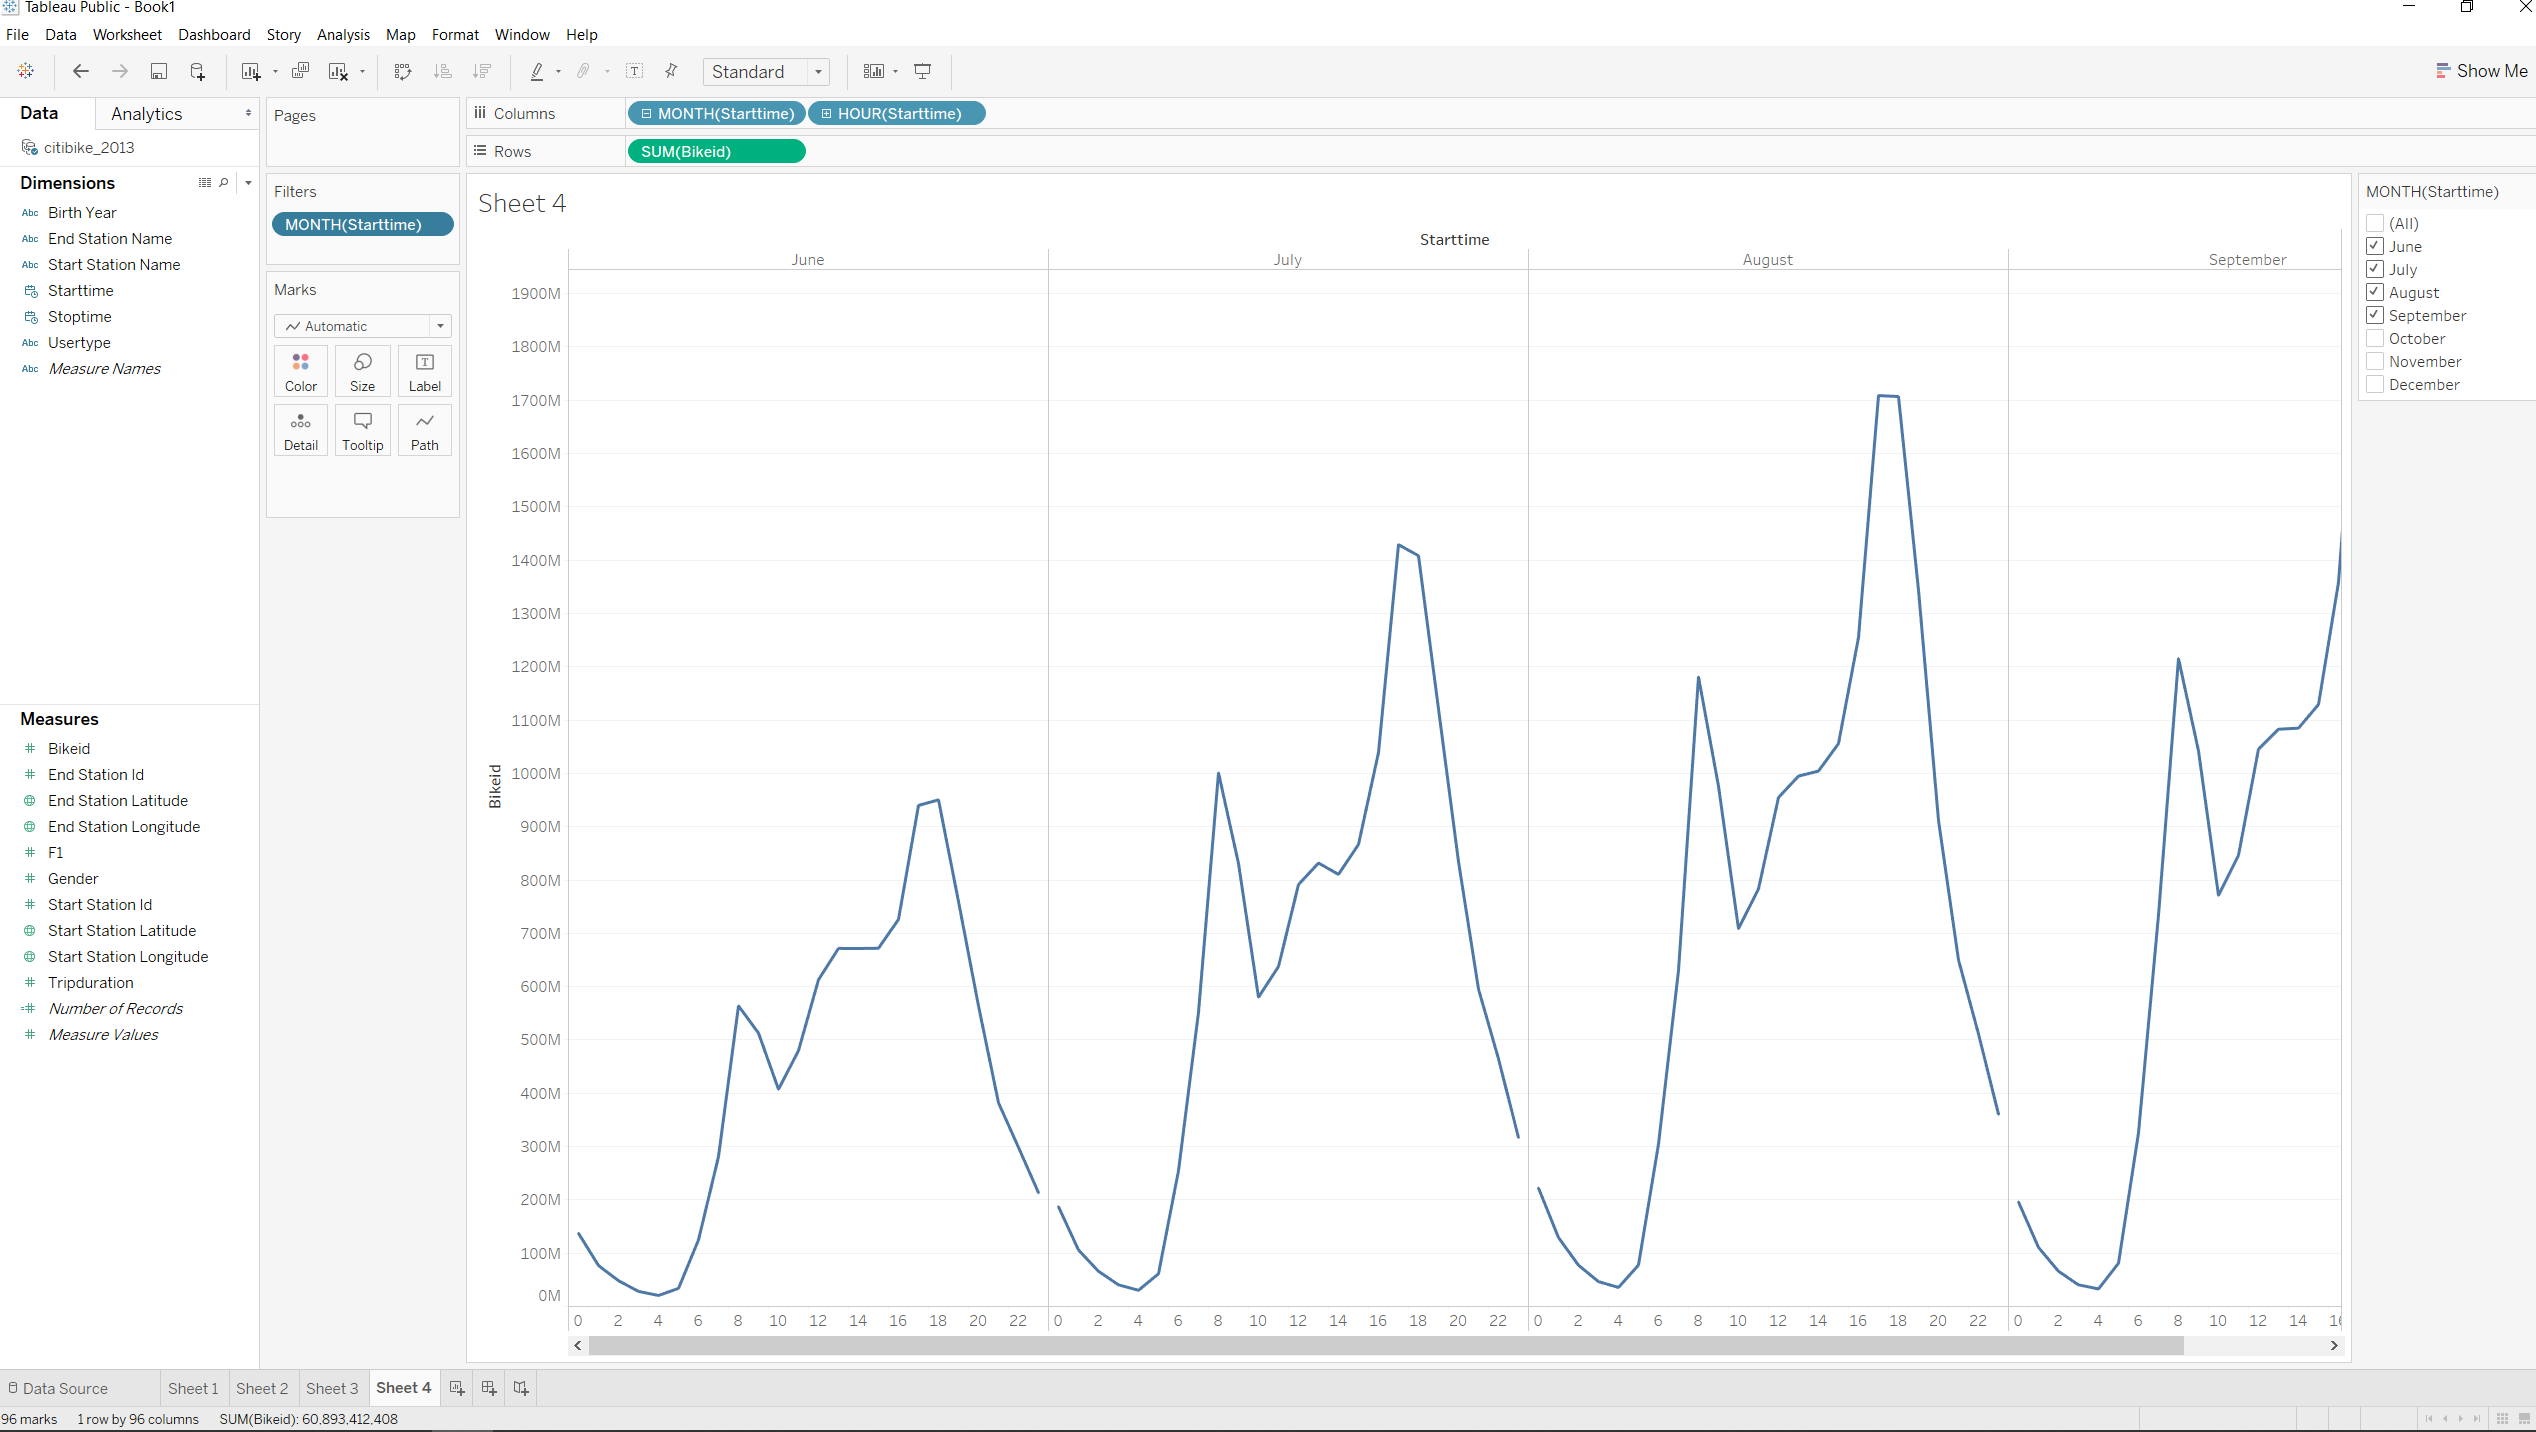 Tableau Public - Book1
File Data Worksheet Dashboard Story Analysis Map Format Window Help
Standard
Show Me
Data Analytics
citibike_2013
Dimensions
Abc Birth Year
Abc End Station Name
Abc Start Station Name
Starttime
Stoptime
Abc Usertype
Abc Measure Names
Measures
# Bikeid
# End Station Id
End Station Latitude
End Station Longitude
# F1
# Gender
# Start Station Id
Start Station Latitude
Start Station Longitude
# Tripduration
=# Number of Records
# Measure Values
Pages
Filters
MONTH(Starttime)
Marks
Automatic
Color Size Label
Detail Tooltip Path
Columns MONTH(Starttime) HOUR(Starttime)
Rows SUM(Bikeid)
Sheet 4
Starttime
June July August September
1900M
1800M
1700M
1600M
1500M
1400M
1300M
1200M
1100M
1000M
900M
800M
700M
600M
500M
400M
300M
200M
100M
0M
Bikeid
0 2 4 6 8 10 12 14 16 18 20 22 0 2 4 6 8 10 12 14 16 18 20 22 0 2 4 6 8 10 12 14 16 18 20 22 0 2 4 6 8 10 12 14
MONTH(Starttime)
(All)
June
July
August
September
October
November
December
Data Source Sheet 1 Sheet 2 Sheet 3 Sheet 4
96 marks 1 row by 96 columns SUM(Bikeid): 60,893,412,408